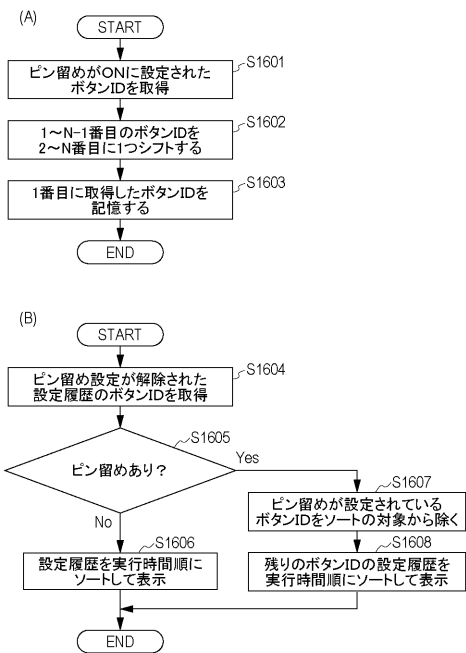 (A)
START
ピン留めがONに設定された
ボタンIDを取得
S1601
1～N-1番目のボタンIDを
2～N番目に1つシフトする
S1602
1番目に取得したボタンIDを
記憶する
S1603
END
(B)
START
ピン留め設定が解除された
設定履歴のボタンIDを取得
S1604
ピン留めあり？
S1605
Yes
No
S1607
ピン留めが設定されている
ボタンIDをソートの対象から除く
S1606
設定履歴を実行時間順に
ソートして表示
S1608
残りのボタンIDの設定履歴を
実行時間順にソートして表示
END